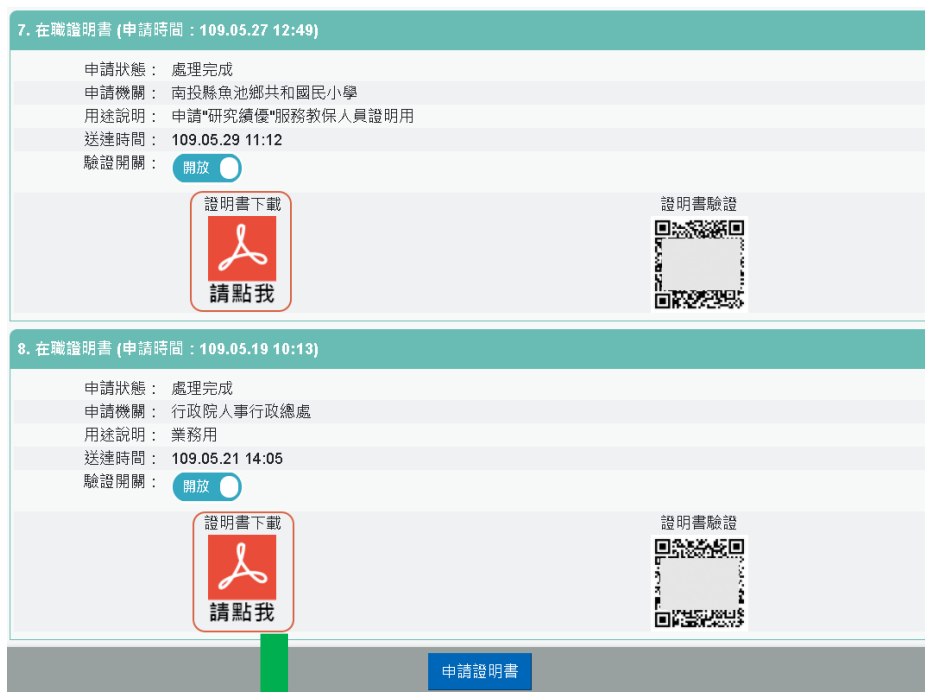 7. 在職證明書 (申請時間：109.05.27 12:49)
申請狀態： 處理完成
申請機關： 南投縣魚池鄉共和國民小學
用途說明： 申請"研究績優"服務教保人員證明用
送達時間： 109.05.29 11:12
驗證開關： 開放
證明書下載
請點我
證明書驗證
8. 在職證明書 (申請時間：109.05.19 10:13)
申請狀態： 處理完成
申請機關： 行政院人事行政總處
用途說明： 業務用
送達時間： 109.05.21 14:05
驗證開關： 開放
證明書下載
請點我
證明書驗證
申請證明書